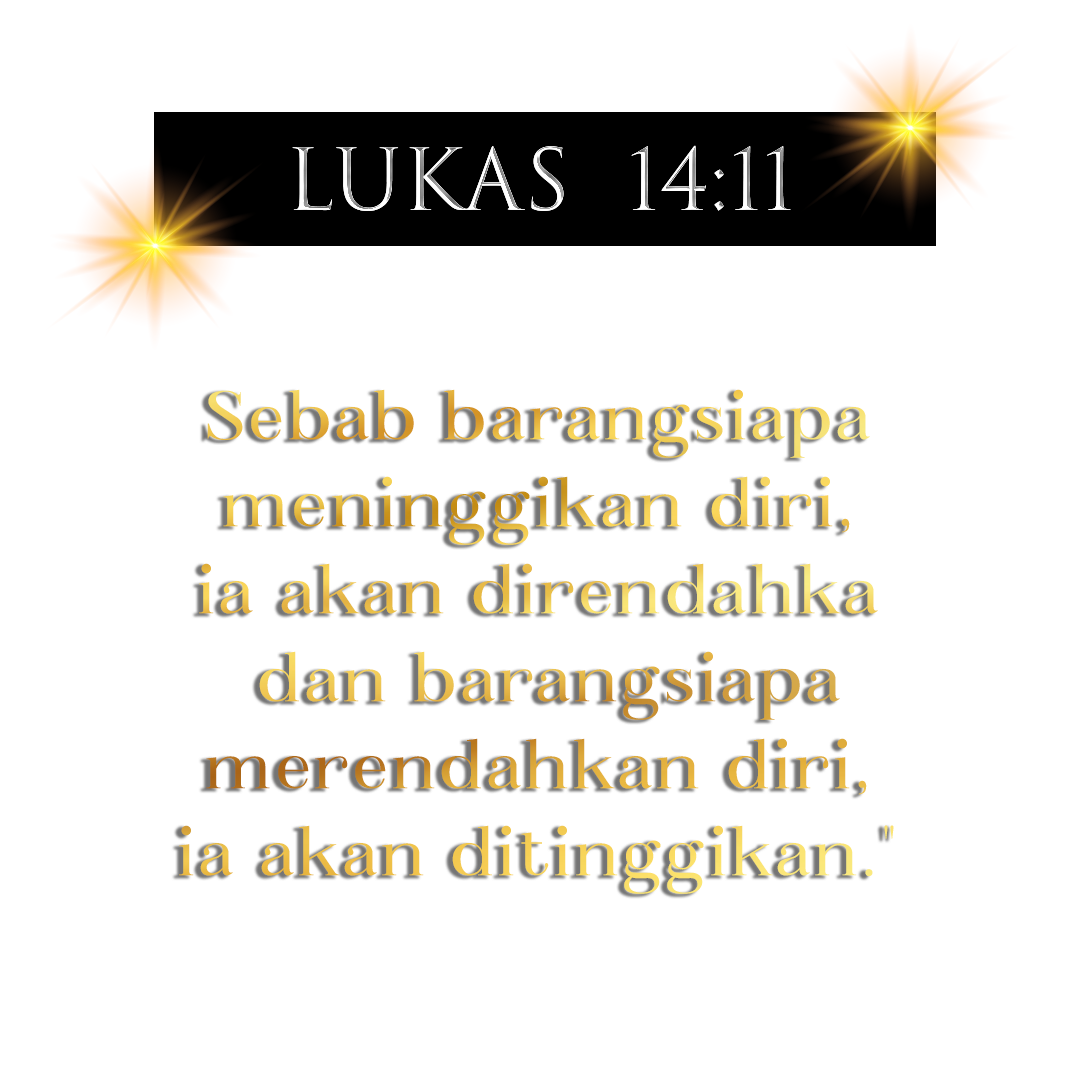 LUKAS 14:11
Sebab barangsiapa
meninggikan diri,
ia akan direndahka
dan barangsiapa
merendahkan diri,
ia akan ditinggikan."